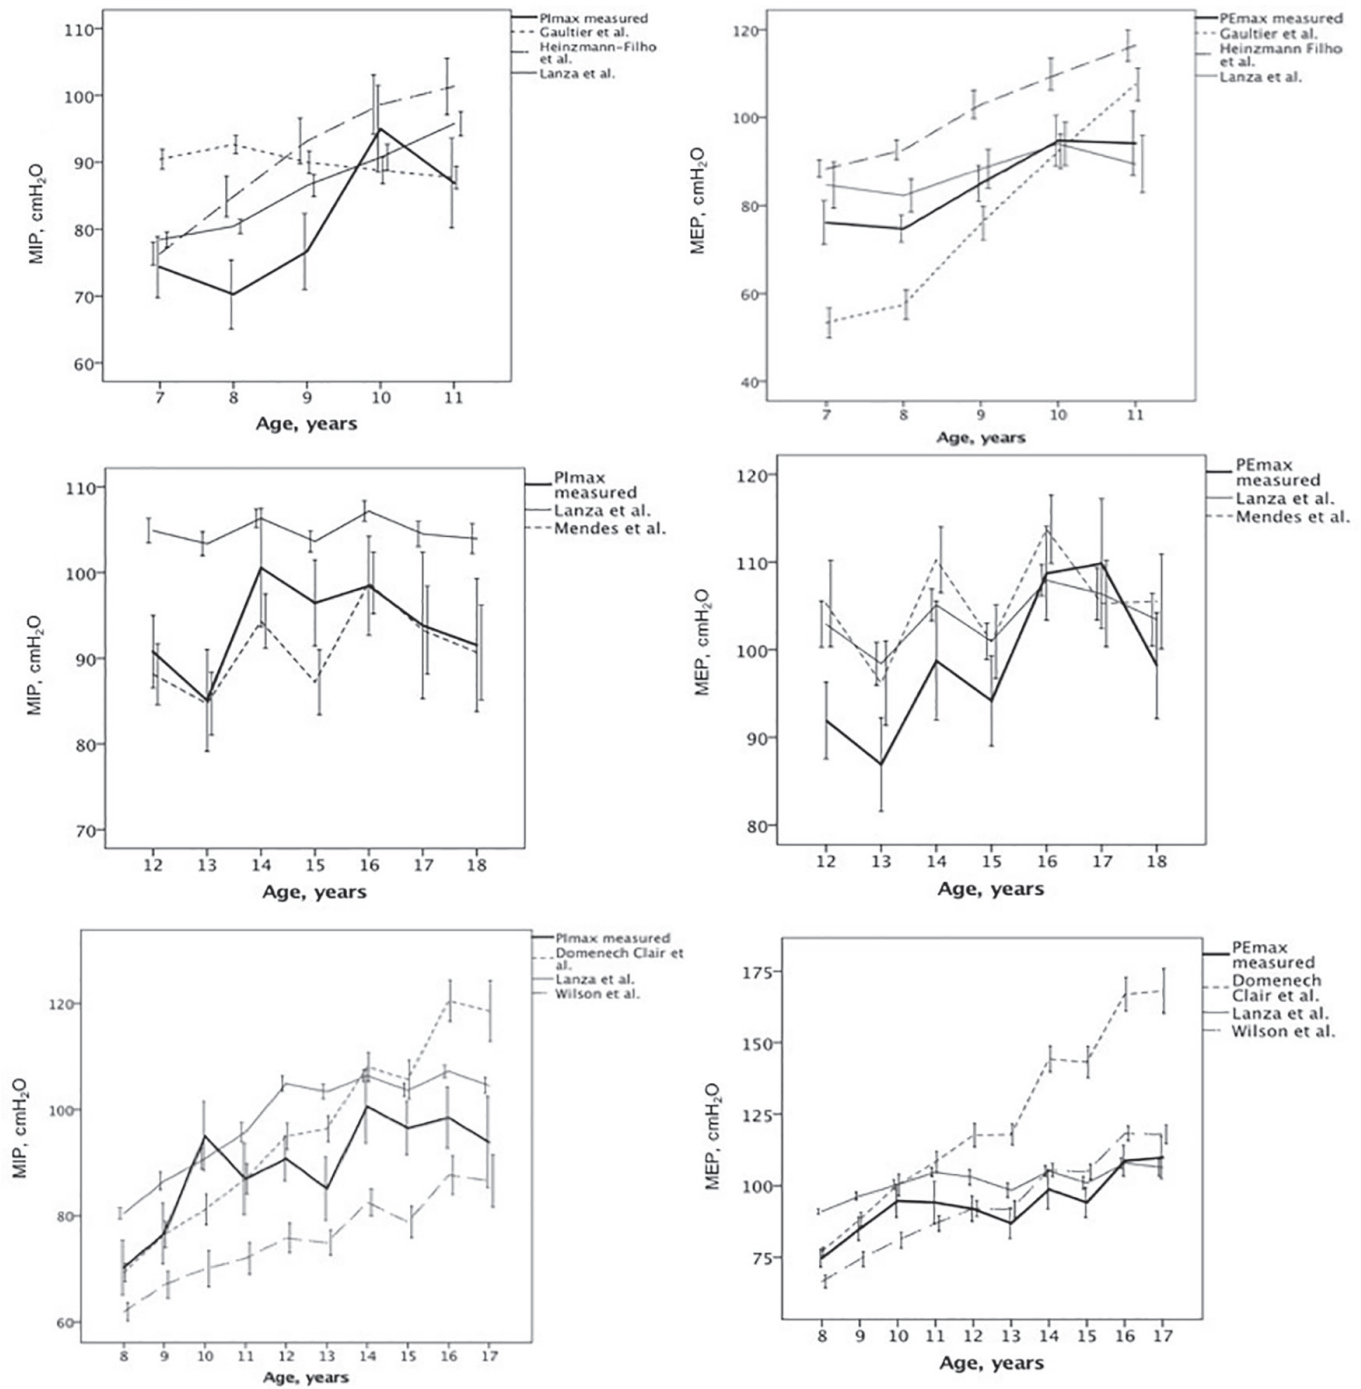 110
100
90
80
70
60
MIP, cmH2O
7 8 9 10 11
Age, years
PImax measured
Gaultier et al.
Heinzmann-Filho
et al.
Lanza et al.
120
100
80
60
40
MEP, cmH2O
7 8 9 10 11
Age, years
PEmax measured
Gaultier et al.
Heinzmann Filho
et al.
Lanza et al.
110
100
90
80
70
MIP, cmH2O
12 13 14 15 16 17 18
Age, years
PImax
measured
Lanza et al.
Mendes et al.
120
110
100
90
80
MEP, cmH2O
12 13 14 15 16 17 18
Age, years
PEmax
measured
Lanza et al.
Mendes et al.
120
100
80
60
MIP, cmH2O
8 9 10 11 12 13 14 15 16 17
Age, years
PImax measured
Domenech Clair et
al.
Lanza et al.
Wilson et al.
175
150
125
100
75
MEP, cmH2O
8 9 10 11 12 13 14 15 16 17
Age, years
PEmax
measured
Domenech
Clair et al.
Lanza et al.
Wilson et al.